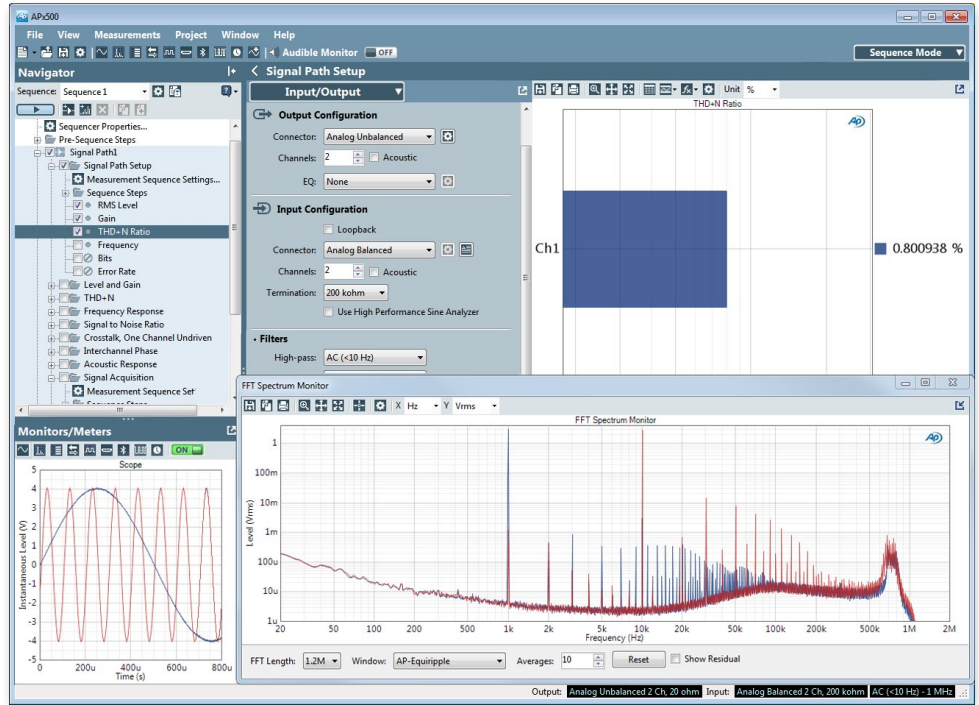 APx500
File View Measurements Project Window Help
Audible Monitor OFF
Sequence Mode
Navigator
Signal Path Setup
Sequence: Sequence 1
Sequencer Properties...
Pre-Sequence Steps
Signal Path1
Signal Path Setup
Measurement Sequence Settings...
Sequence Steps
RMS Level
Gain
THD+N Ratio
Frequency
Bits
Error Rate
Level and Gain
THD+N
Frequency Response
Signal to Noise Ratio
Crosstalk, One Channel Undriven
Interchannel Phase
Acoustic Response
Signal Acquisition
Measurement Sequence Set
Input/Output
Output Configuration
Connector: Analog Unbalanced
Channels: 2 Acoustic
EQ: None
Input Configuration
Loopback
Connector: Analog Balanced
Channels: 2 Acoustic
Termination: 200 kohm
Use High Performance Sine Analyzer
Filters
High-pass: AC (<10 Hz)
Unit %
THD+N Ratio
AP
Ch1
0.800938 %
Monitors/Meters
ON
Scope
Instantaneous Level (V)
5
4
3
2
1
0
-1
-2
-3
-4
-5
0 200u 400u 600u 800u
Time (s)
FFT Spectrum Monitor
X Hz Y Vrms
FFT Spectrum Monitor
AP
Level (Vrms)
1
100m
10m
1m
100u
10u
1u
20 50 100 200 500 1k 2k 5k 10k 20k 50k 100k 200k 500k 1M 2M
Frequency (Hz)
FFT Length: 1.2M Window: AP-Equiripple Averages: 10 Reset Show Residual
Output: Analog Unbalanced 2 Ch, 20 ohm Input: Analog Balanced 2 Ch, 200 kohm AC (<10 Hz) - 1 MHz